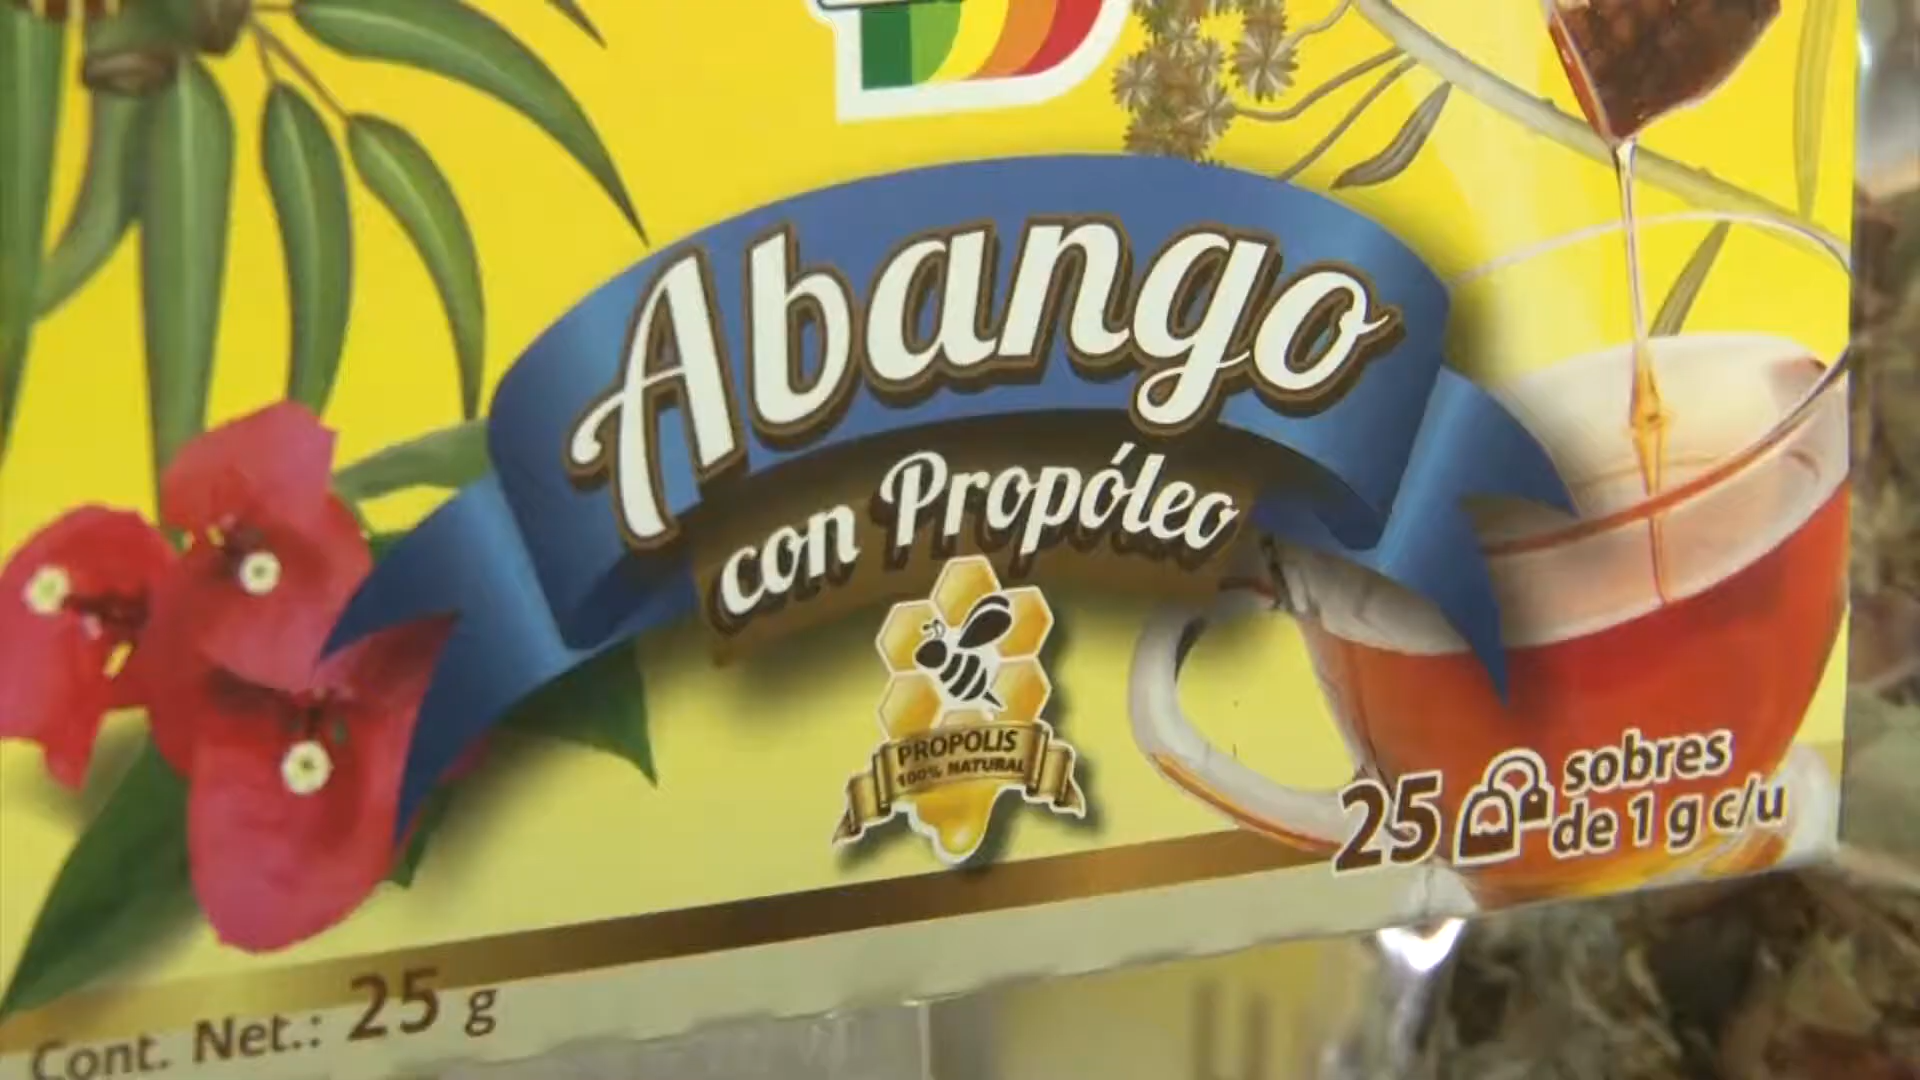 Abango
con Propóleo
PROPOLIS
100% NATURAL
25 sobres
de 1 g c/u
Cont. Net.: 25 g